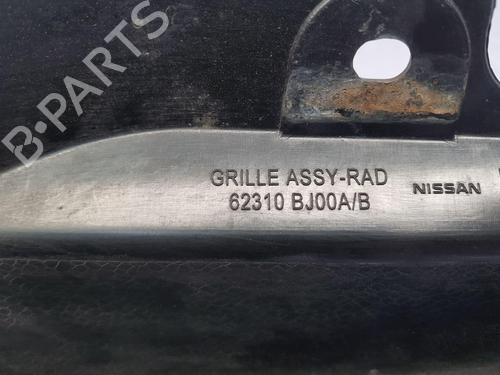 B-PARTS
GRILLE ASSY-RAD
62310 BJ00A/B
NISSAN